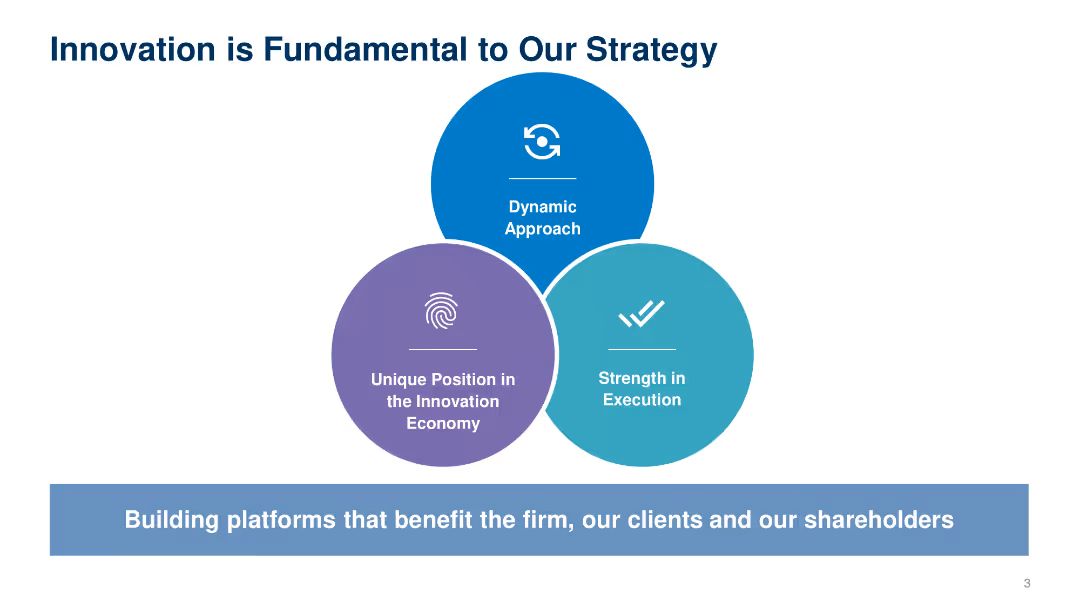 Innovation is Fundamental to Our Strategy
Dynamic
Approach
Unique Position in
the Innovation
Economy
Strength in
Execution
Building platforms that benefit the firm, our clients and our shareholders
3